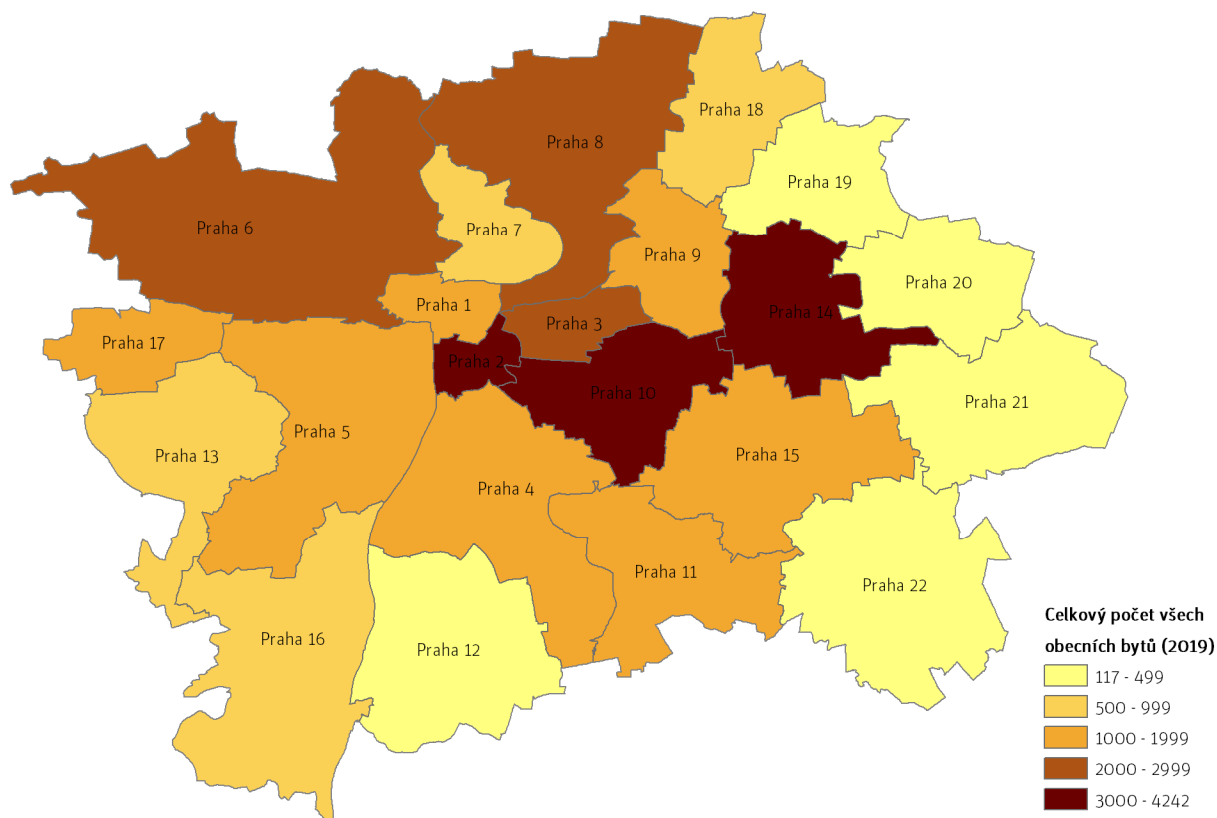 Praha 18
Praha 8
Praha 19
Praha 6
Praha 7
Praha 9
Praha 20
Praha 1
Praha 14
Praha 3
Praha 17
Praha 2
Praha 10
Praha 21
Praha 5
Praha 13
Praha 15
Praha 4
Praha 11
Praha 22
Praha 16
Praha 12
Celkový počet všech
obecních bytů (2019)
117 - 499
500 - 999
1000 - 1999
2000 - 2999
3000 - 4242